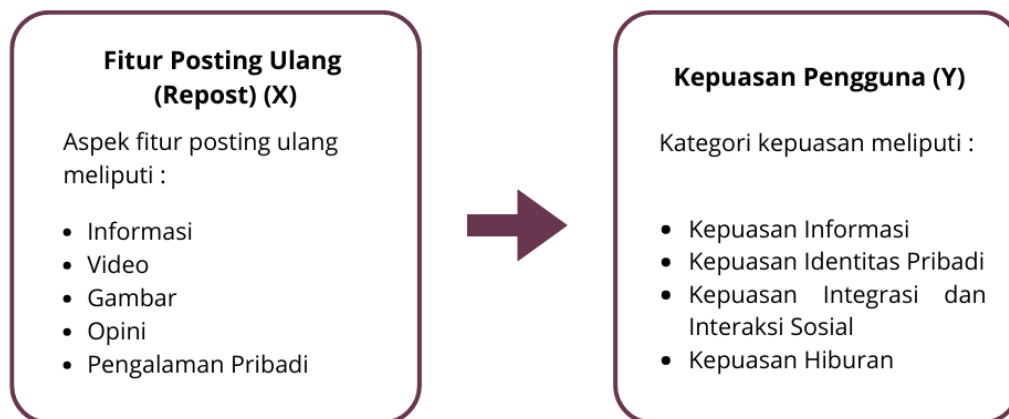 Fitur Posting Ulang
(Repost) (X)
Aspek fitur posting ulang
meliputi :
• Informasi
• Video
• Gambar
• Opini
• Pengalaman Pribadi
Kepuasan Pengguna (Y)
Kategori kepuasan meliputi :
• Kepuasan Informasi
• Kepuasan Identitas Pribadi
• Kepuasan Integrasi dan
Interaksi Sosial
• Kepuasan Hiburan